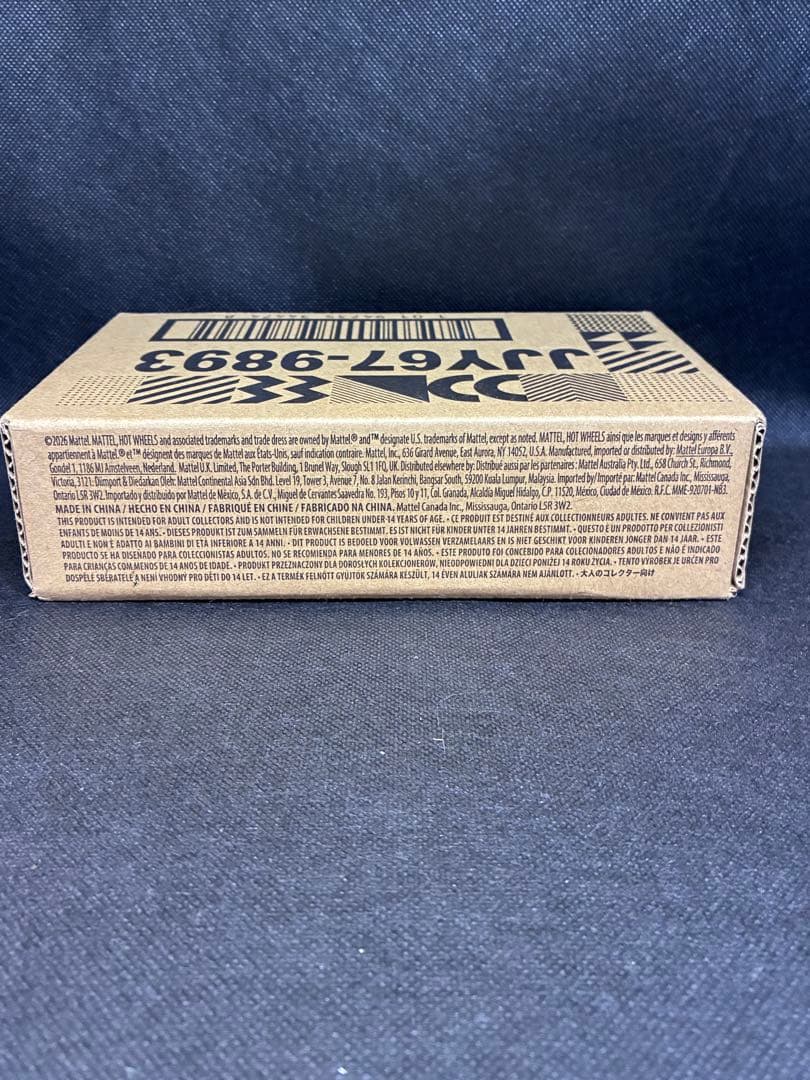 JJY67-9893
©2026 Mattel. MATTEL, HOT WHEELS and associated trademarks and trade dress are owned by Mattel® and™ designate U.S. trademarks of Mattel, except as noted. MATTEL, HOT WHEELS ainsi que les marques et designs y afférents
appartiennent à Mattel.® et™ désignent des marques de Mattel aux États-Unis, sauf indication contraire. Mattel, Inc., 636 Girard Avenue, East Aurora, NY 14052, U.S.A. Manufactured, imported or distributed by: Mattel Europa B.V.,
Gondel 1, 1186 MJ Amstelveen, Nederland. Mattel U.K. Limited, The Porter Building, 1 Brunel Way, Slough SL1 1FQ, UK. Distributed elsewhere by: Distribué aussi par les partenaires : Mattel Australia Pty. Ltd., 658 Church St., Richmond,
Victoria, 3121: Diimport & Diedarkan Oleh: Mattel Continental Asia Sdn Bhd. Level 19, Tower 3, Avenue 7, No. 8 Jalan Kerinchi, Bangsar South, 59200 Kuala Lumpur, Malaysia. Imported by/ Importé par: Mattel Canada Inc., Mississauga,
Ontario L5R 3W2. Importado y distribuido por Mattel de México, S.A. de C.V., Miguel de Cervantes Saavedra No. 193, Pisos 10 y 11, Col. Granada, Alcaldía Miguel Hidalgo, C.P. 11520, México, Ciudad de México. R.F.C. MME-920701-NB3.
MADE IN CHINA / HECHO EN CHINA / FABRIQUÉ EN CHINE / FABRICADO NA CHINA. Mattel Canada Inc., Mississauga, Ontario L5R 3W2.
THIS PRODUCT IS INTENDED FOR ADULT COLLECTORS AND IS NOT INTENDED FOR CHILDREN UNDER 14 YEARS OF AGE. • CE PRODUIT EST DESTINÉ AUX COLLECTIONNEURS ADULTES. NE CONVIENT PAS AUX
ENFANTS DE MOINS DE 14 ANS. • DIESES PRODUKT IST ZUM SAMMELN FÜR ERWACHSENE BESTIMMT. ES IST NICHT FÜR KINDER UNTER 14 JAHREN BESTIMMT. • QUESTO È UN PRODOTTO PER COLLEZIONISTI
ADULTI E NON È ADATTO AI BAMBINI DI ETÀ INFERIORE A 14 ANNI. • DIT PRODUCT IS BEDOELD VOOR VOLWASSEN VERZAMELAARS EN IS NIET GESCHIKT VOOR KINDEREN JONGER DAN 14 JAAR. • ESTE
PRODUCTO SE HA DISEÑADO PARA COLECCIONISTAS ADULTOS. NO SE RECOMIENDA PARA MENORES DE 14 AÑOS. • ESTE PRODUTO FOI CONCEBIDO PARA COLECIONADORES ADULTOS E NÃO É INDICADO
PARA CRIANÇAS COM MENOS DE 14 ANOS DE IDADE. • PRODUKT PRZEZNACZONY DLA DOROSŁYCH KOLEKCJONERÓW, NIEODPOWIEDNI DLA DZIECI PONIŻEJ 14 ROKU ŻYCIA. • TENTO VÝROBEK JE URČEN PRO
DOSPĚLÉ SBĚRATELE A NENÍ VHODNÝ PRO DĚTI DO 14 LET. • EZ A TERMÉK FELNŐTT GYŰJTŐK SZÁMÁRA KÉSZÜLT, 14 ÉVEN ALULIAK SZÁMÁRA NEM AJÁNLOTT. • 大人のコレクター向け